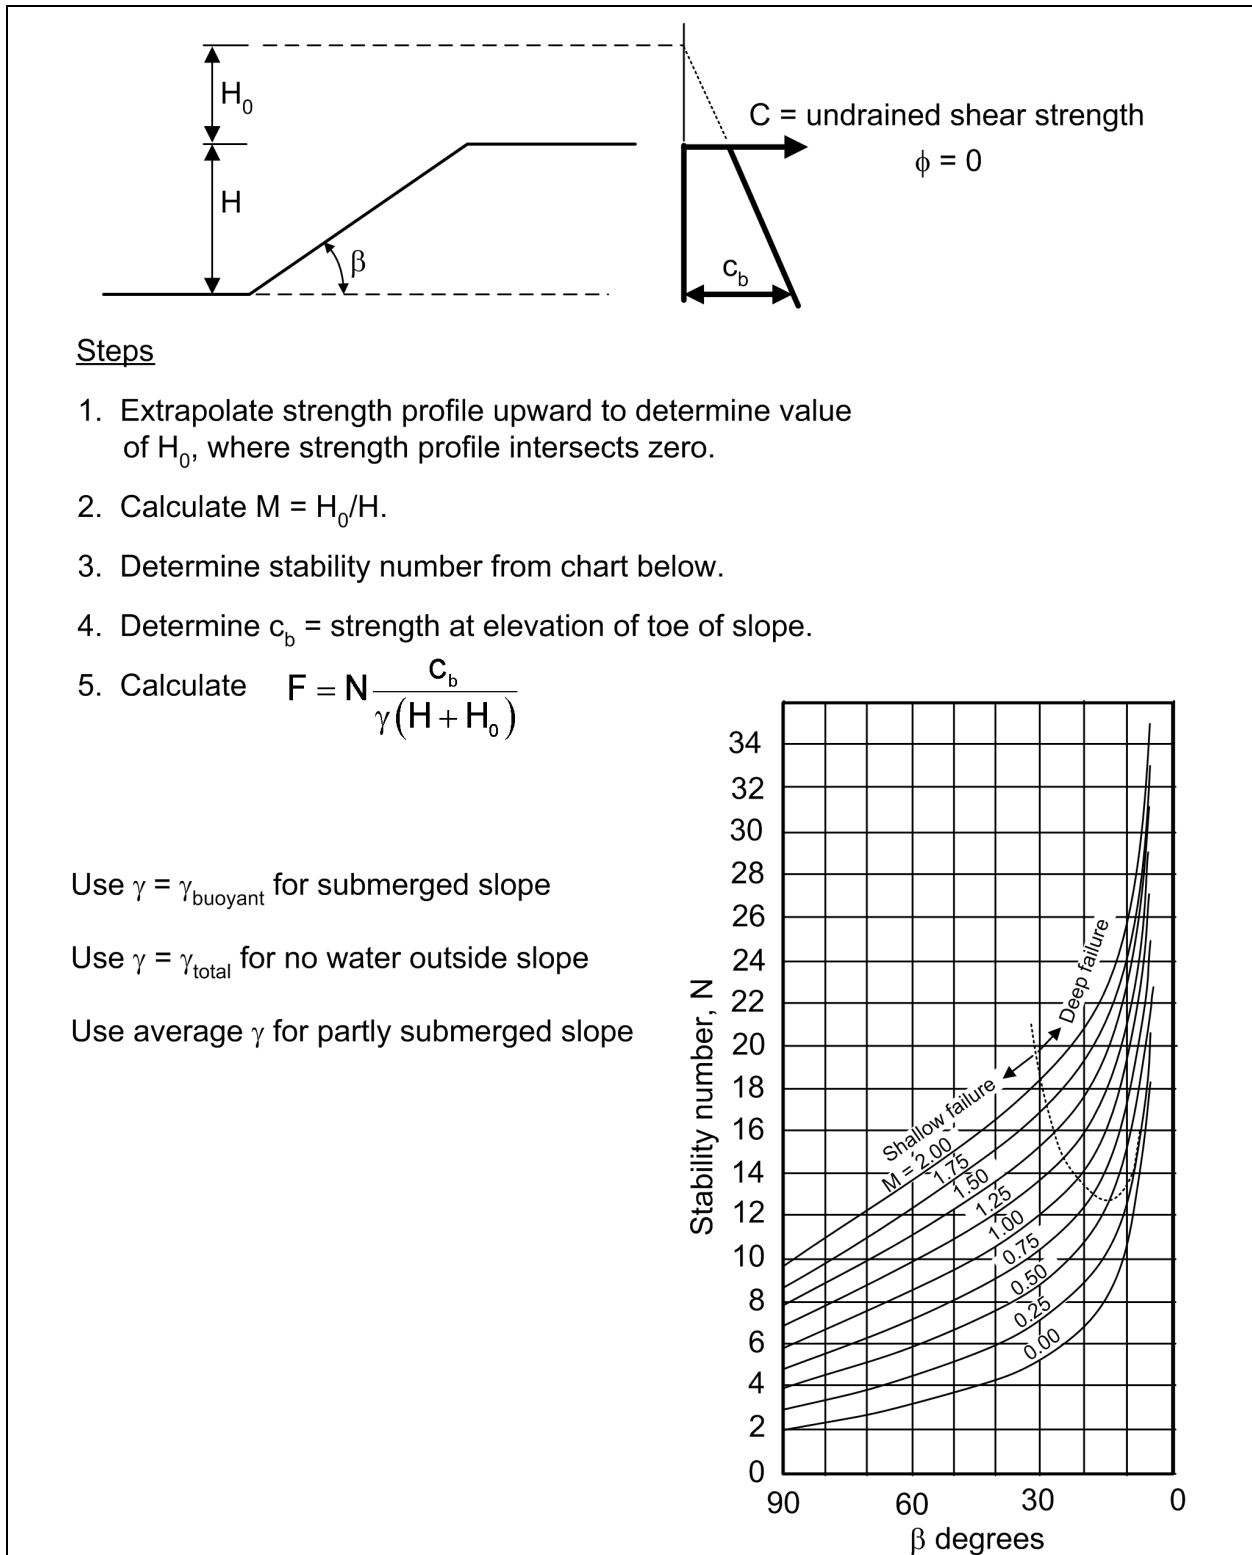 H₀
C = undrained shear strength
ϕ = 0
H
β
c_b
Steps
1. Extrapolate strength profile upward to determine value
of H₀, where strength profile intersects zero.
2. Calculate M = H₀/H.
3. Determine stability number from chart below.
4. Determine c_b = strength at elevation of toe of slope.
5. Calculate F = N c_b / γ(H + H₀)
Use γ = γ_buoyant for submerged slope
Use γ = γ_total for no water outside slope
Use average γ for partly submerged slope
Stability number, N
34
32
30
28
26
24
22
20
18
16
14
12
10
8
6
4
2
0
Deep failure
Shallow failure
M = 2.00
1.75
1.50
1.25
1.00
0.75
0.50
0.25
0.00
90 60 30 0
β degrees